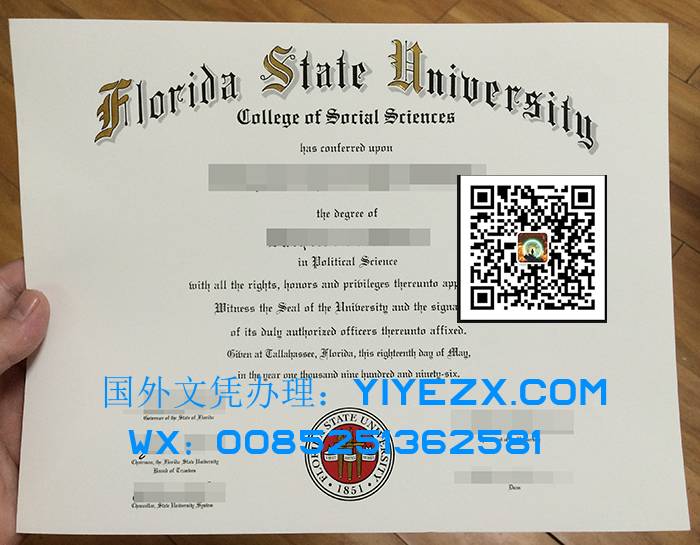 Florida State University
College of Social Sciences
has conferred upon
the degree of
in Political Science
with all the rights, honors and privileges thereunto
Witness the Seal of the University and the
of its duly authorized officers thereunto affixed.
Given at Tallahassee, Florida, this eighteenth day of May,
in the year one thousand nine hundred and ninety-six.
国外文凭办理：YIYEZX.COM
Governor of the State of Florida
WX：0085251362581
Chairman, the Florida State University
Board of Trustees
Chancellor, State University System
Dean
FLORIDA STATE UNIVERSITY
1851